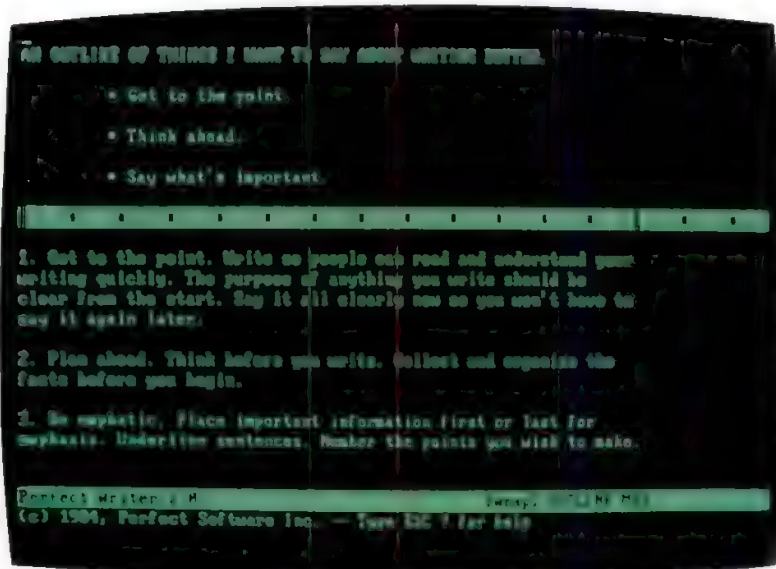 AN OUTLINE OF THINGS I WANT TO SAY ABOUT WRITING
• Get to the point.
• Think ahead.
• Say what's important.
1. Get to the point. Write so people can read and understand your
writing quickly. The purpose of anything you write should be
clear from the start. Say it all clearly now so you won't have to
say it again later.
2. Plan ahead. Think before you write. Collect and organize the
facts before you begin.
3. Be emphatic. Place important information first or last for
emphasis. Underline sentences. Number the points you wish to make.
Perfect Writer
(c) 1984, Perfect Software Inc. — Type ESC ? for help